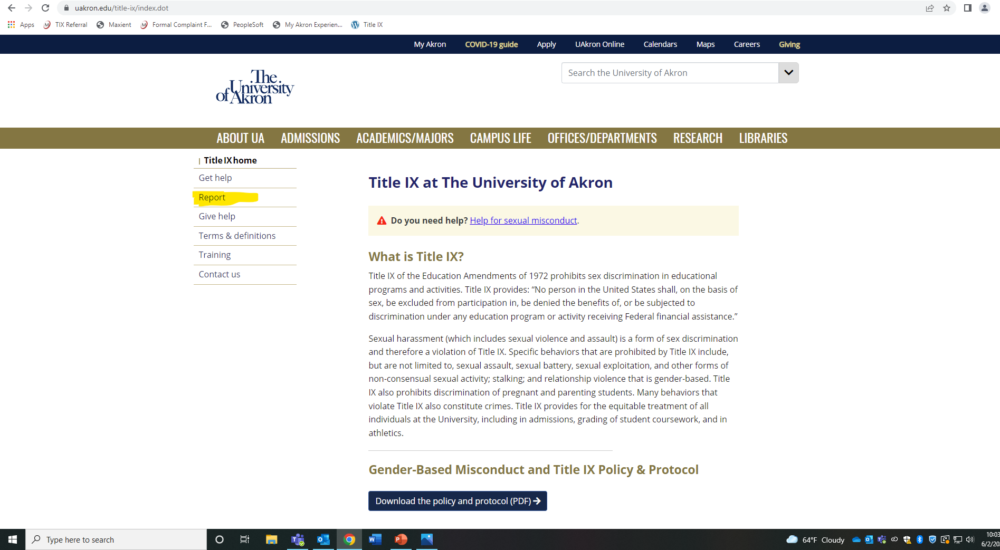 uakron.edu/title-ix/index.dot
Apps TIX Referral Maxient Formal Complaint F... PeopleSoft My Akron Experien... Title IX
My Akron COVID-19 guide Apply UAkron Online Calendars Maps Careers Giving
The
University
of Akron
Search the University of Akron
ABOUT UA ADMISSIONS ACADEMICS/MAJORS CAMPUS LIFE OFFICES/DEPARTMENTS RESEARCH LIBRARIES
Title IX home
Get help
Report
Give help
Terms & definitions
Training
Contact us
Title IX at The University of Akron
Do you need help? Help for sexual misconduct.
What is Title IX?
Title IX of the Education Amendments of 1972 prohibits sex discrimination in educational
programs and activities. Title IX provides: “No person in the United States shall, on the basis of
sex, be excluded from participation in, be denied the benefits of, or be subjected to
discrimination under any education program or activity receiving Federal financial assistance.”
Sexual harassment (which includes sexual violence and assault) is a form of sex discrimination
and therefore a violation of Title IX. Specific behaviors that are prohibited by Title IX include,
but are not limited to, sexual assault, sexual battery, sexual exploitation, and other forms of
non-consensual sexual activity; stalking; and relationship violence that is gender-based. Title
IX also prohibits discrimination of pregnant and parenting students. Many behaviors that
violate Title IX also constitute crimes. Title IX provides for the equitable treatment of all
individuals at the University, including in admissions, grading of student coursework, and in
athletics.
Gender-Based Misconduct and Title IX Policy & Protocol
Download the policy and protocol (PDF)
Type here to search
64°F Cloudy
10:03
6/2/20